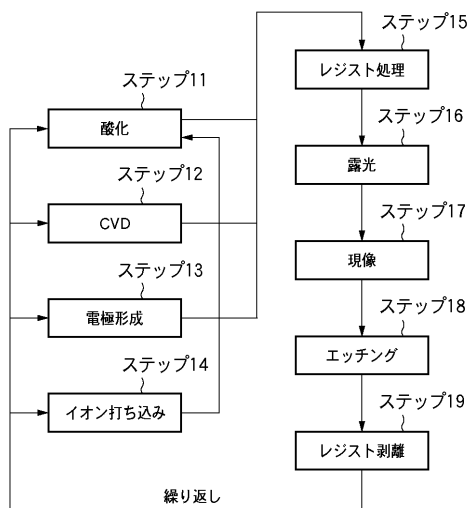 ステップ11
酸化
ステップ12
CVD
ステップ13
電極形成
ステップ14
イオン打ち込み
ステップ15
レジスト処理
ステップ16
露光
ステップ17
現像
ステップ18
エッチング
ステップ19
レジスト剥離
繰り返し